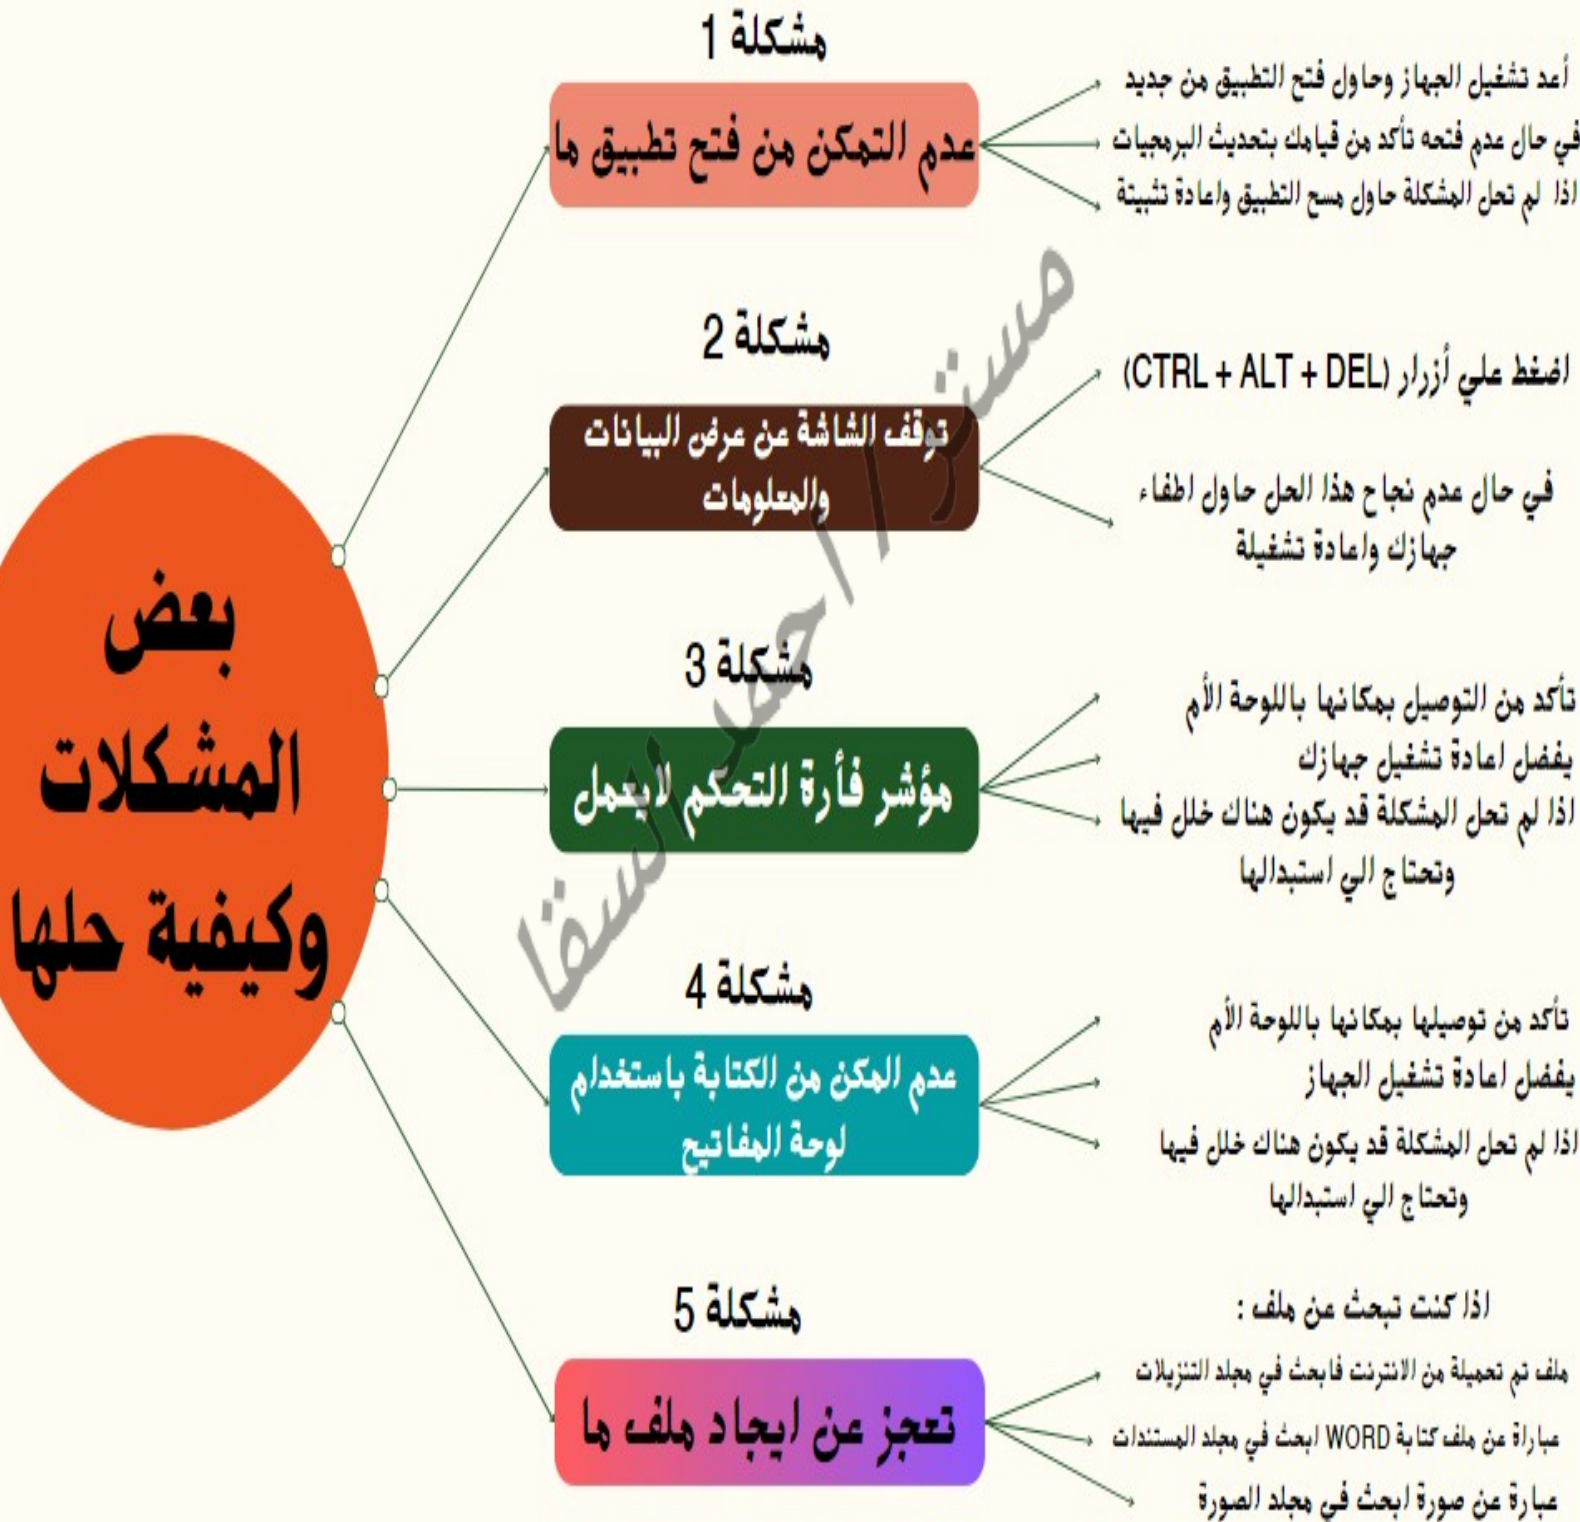 بعض
المشكلات
وكيفية حلها
مشكلة 1
عدم التمكن من فتح تطبيق ما
أعد تشغيل الجهاز وحاول فتح التطبيق من جديد
في حال عدم فتحه تأكد من قيامك بتحديث البرمجيات
اذا لم تحل المشكلة حاول مسح التطبيق واعادة تثبيتة
مشكلة 2
توقف الشاشة عن عرض البيانات
والمعلومات
اضغط علي أزرار (CTRL + ALT + DEL)
في حال عدم نجاح هذا الحل حاول اطفاء
جهازك واعادة تشغيلة
مشكلة 3
مؤشر فأرة التحكم لايعمل
تأكد من التوصيل بمكانها باللوحة الأم
يفضل اعادة تشغيل جهازك
اذا لم تحل المشكلة قد يكون هناك خلل فيها
وتحتاج الي استبدالها
مشكلة 4
عدم المكن من الكتابة باستخدام
لوحة المفاتيح
تأكد من توصيلها بمكانها باللوحة الأم
يفضل اعادة تشغيل الجهاز
اذا لم تحل المشكلة قد يكون هناك خلل فيها
وتحتاج الي استبدالها
مشكلة 5
تعجز عن ايجاد ملف ما
اذا كنت تبحث عن ملف :
ملف تم تحميلة من الانترنت فابحث في مجلد التنزيلات
عباراة عن ملف كتابة WORD ابحث في مجلد المستندات
عبارة عن صورة ابحث في مجلد الصورة
مستر / احمد السقا